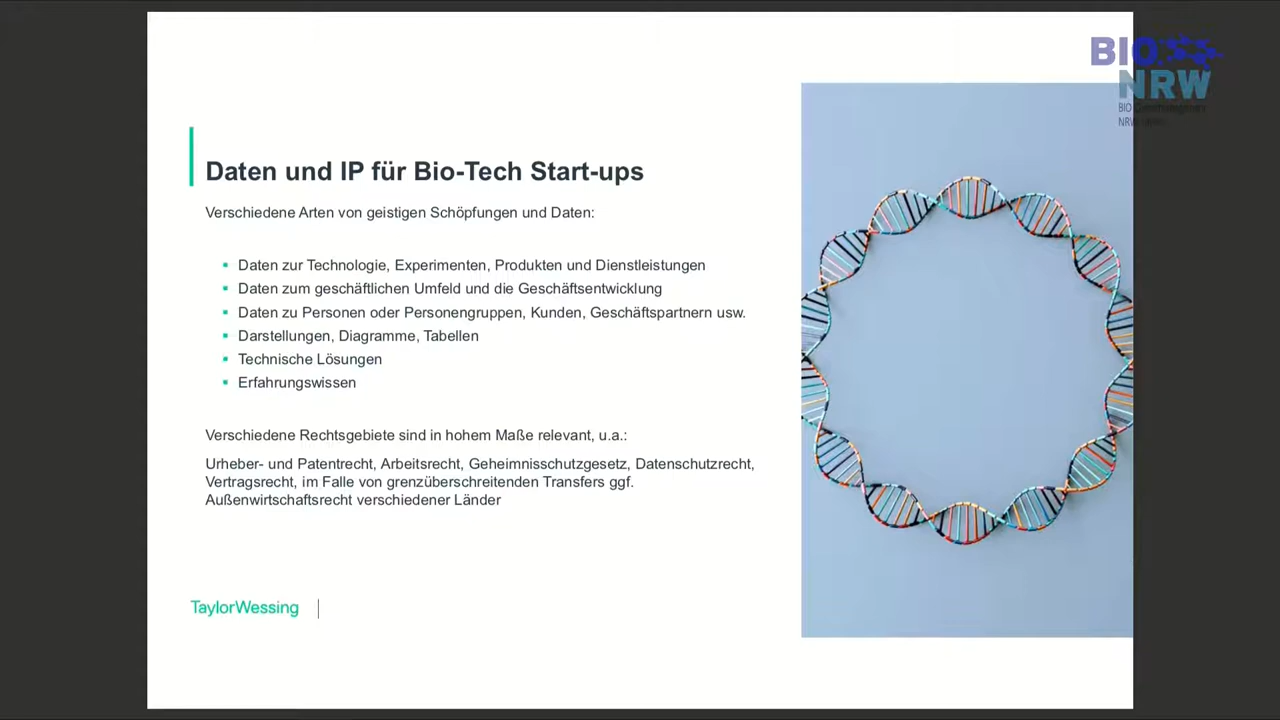 BIO
NRW
BIO
NRW
Daten und IP für Bio-Tech Start-ups
Verschiedene Arten von geistigen Schöpfungen und Daten:
Daten zur Technologie, Experimenten, Produkten und Dienstleistungen
Daten zum geschäftlichen Umfeld und die Geschäftsentwicklung
Daten zu Personen oder Personengruppen, Kunden, Geschäftspartnern usw.
Darstellungen, Diagramme, Tabellen
Technische Lösungen
Erfahrungswissen
Verschiedene Rechtsgebiete sind in hohem Maße relevant, u.a.:
Urheber- und Patentrecht, Arbeitsrecht, Geheimnisschutzgesetz, Datenschutzrecht,
Vertragsrecht, im Falle von grenzüberschreitenden Transfers ggf.
Außenwirtschaftsrecht verschiedener Länder
TaylorWessing